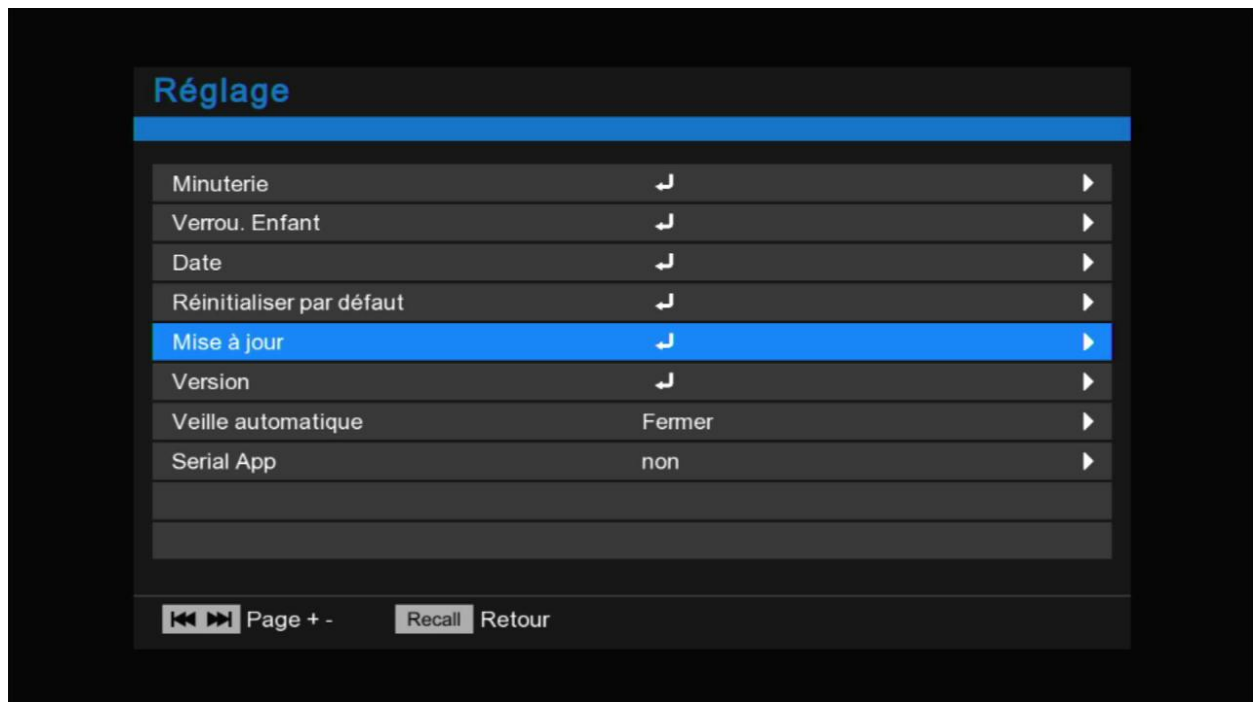 Réglage
Minuterie
Verrou. Enfant
Date
Réinitialiser par défaut
Mise à jour
Version
Veille automatique Fermer
Serial App non
Page + - Recall Retour